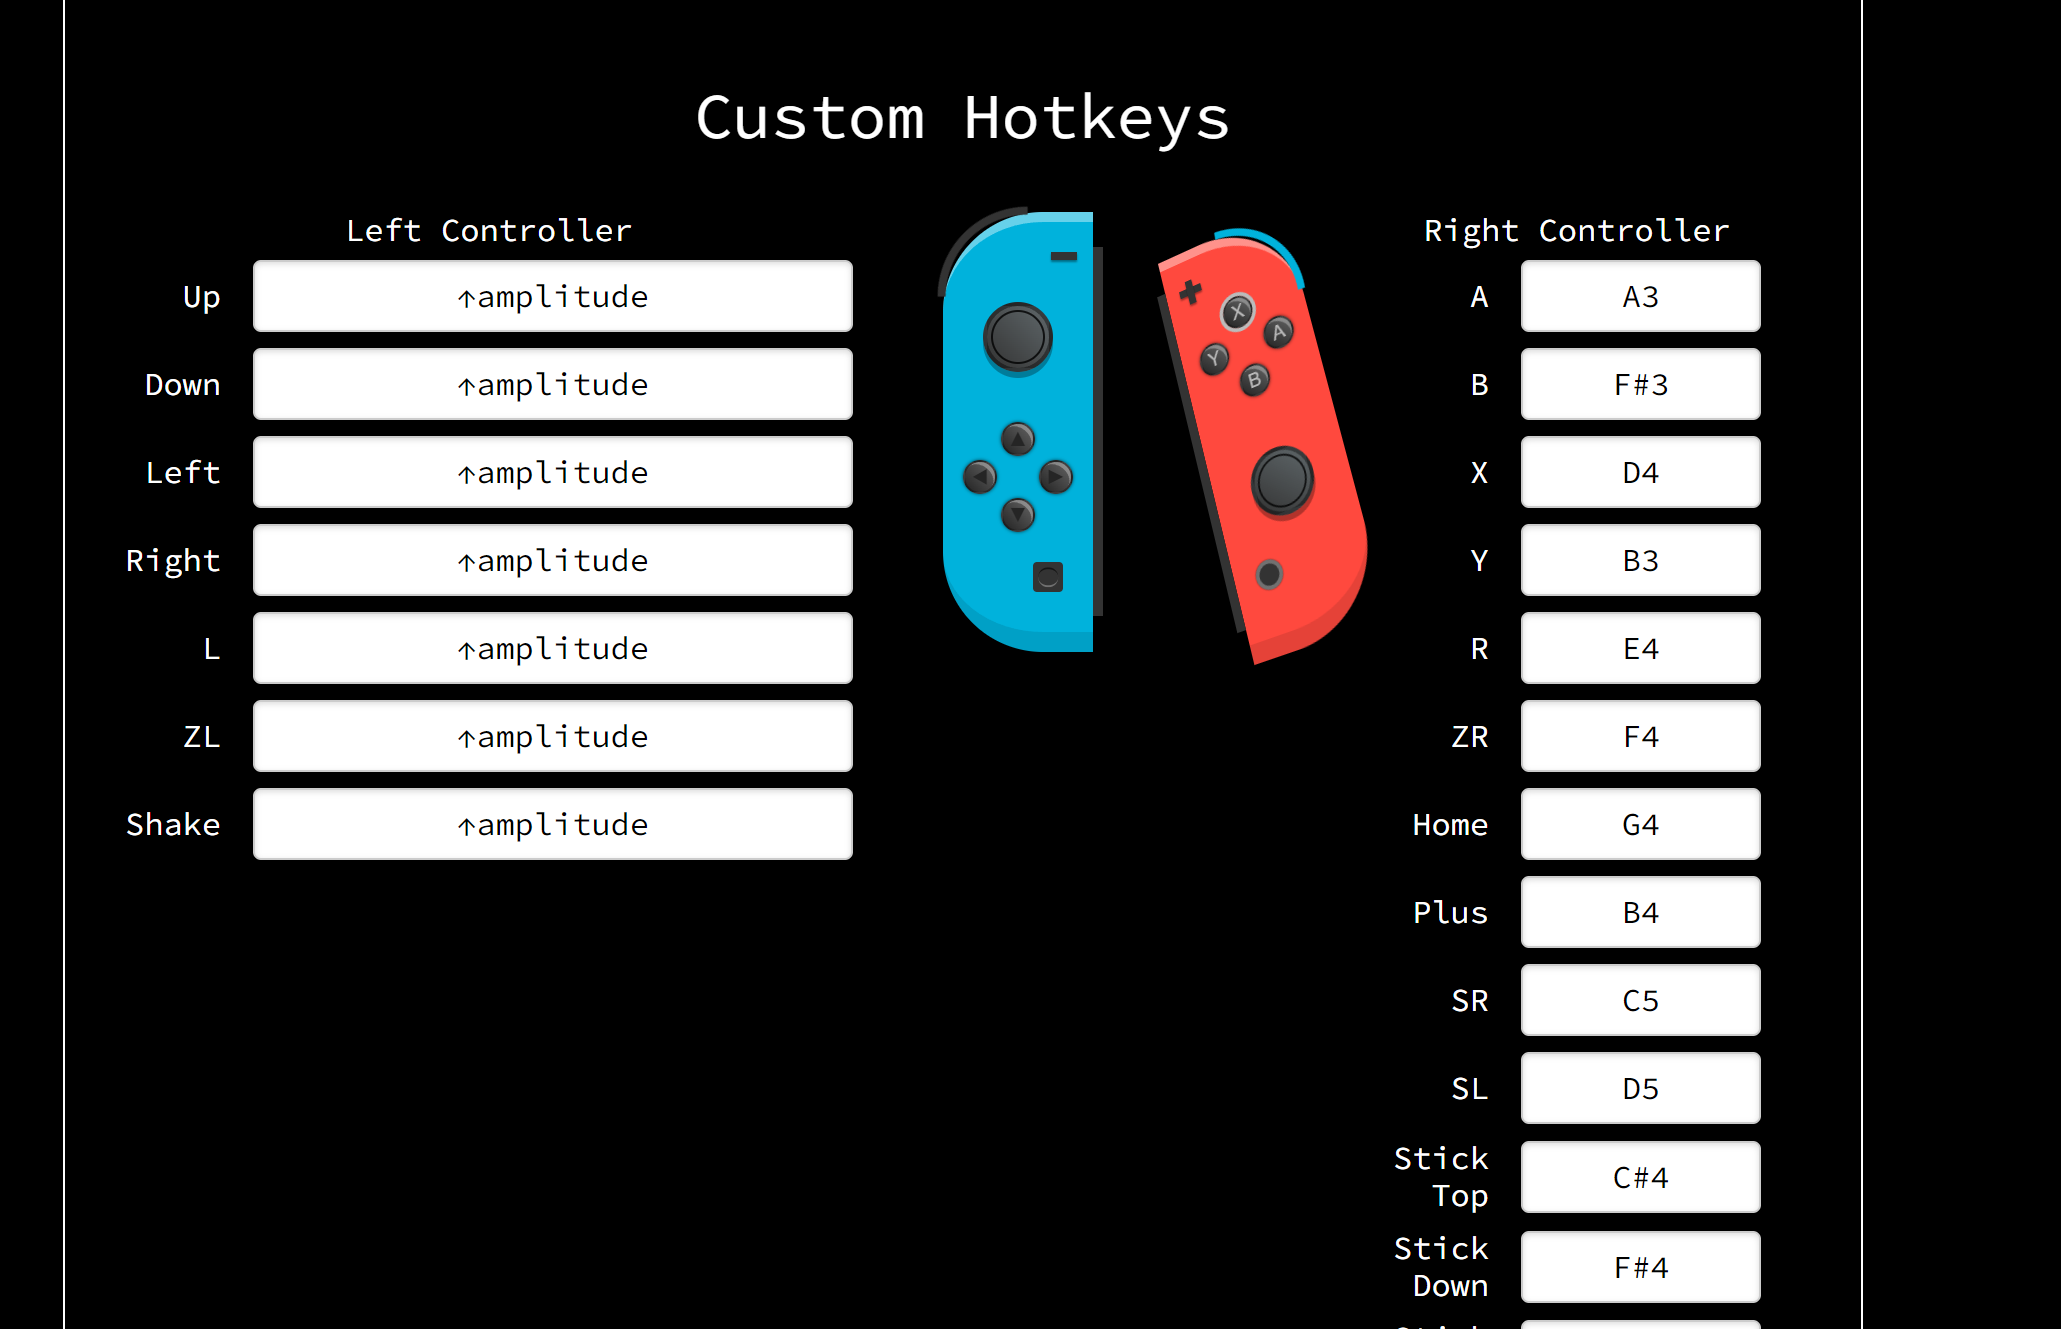 Custom Hotkeys
Left Controller
Up ↑amplitude
Down ↑amplitude
Left ↑amplitude
Right ↑amplitude
L ↑amplitude
ZL ↑amplitude
Shake ↑amplitude
X
A
Y
B
Right Controller
A A3
B F#3
X D4
Y B3
R E4
ZR F4
Home G4
Plus B4
SR C5
SL D5
Stick
Top C#4
Stick
Down F#4